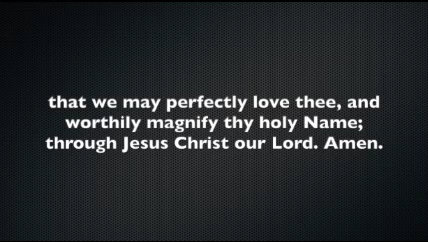 that we may perfectly love thee, and
worthily magnify thy holy Name;
through Jesus Christ our Lord. Amen.